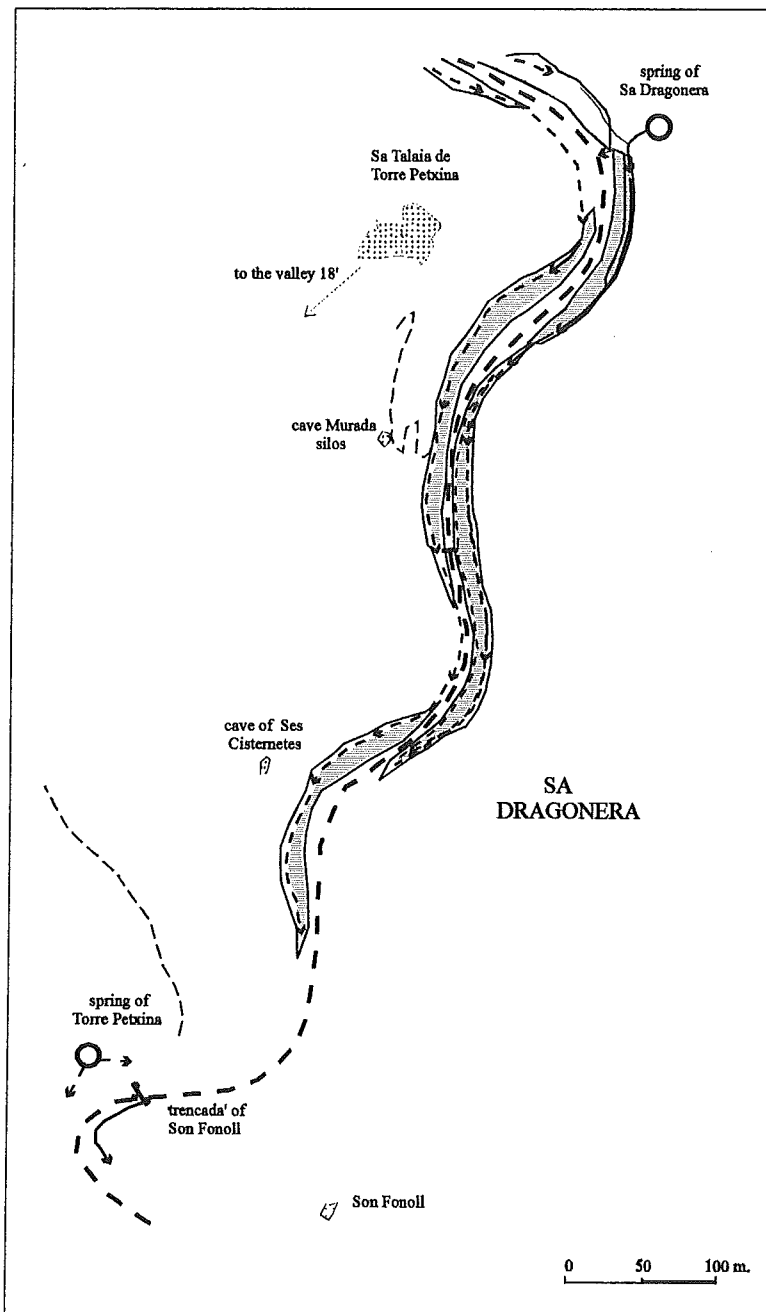 spring of
Sa Dragonera
Sa Talaia de
Torre Petxina
to the valley 18'
cave Murada
silos
cave of Ses
Cisternetes
SA
DRAGONERA
spring of
Torre Petxina
'trencada' of
Son Fonoll
Son Fonoll
0 50 100 m.